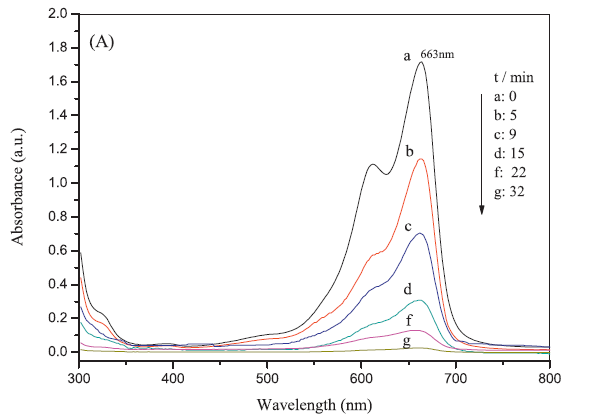 (A)
a 663nm
b
c
d
f
g
t / min
a: 0
b: 5
c: 9
d: 15
f: 22
g: 32
2.0
1.8
1.6
1.4
1.2
1.0
0.8
0.6
0.4
0.2
0.0
300 400 500 600 700 800
Absorbance (a.u.)
Wavelength (nm)